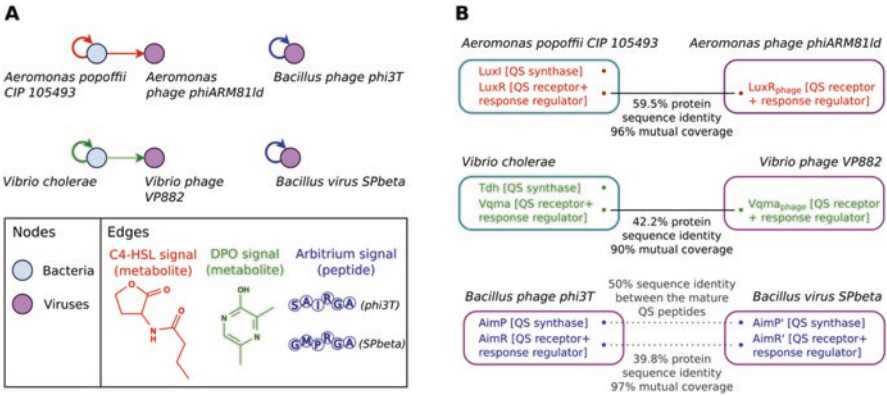 A
Aeromonas popoffii
CIP 105493
Aeromonas
phage phiARM81ld
Bacillus phage phi3T
Vibrio cholerae
Vibrio phage
VP882
Bacillus virus SPbeta
Nodes
Bacteria
Viruses
Edges
C4-HSL signal
(metabolite)
O
O
O
N
H
DPO signal
(metabolite)
OH
N
N
Arbitrium signal
(peptide)
SAIRGA (phi3T)
GMPRGA (SPbeta)
B
Aeromonas popoffii CIP 105493
Aeromonas phage phiARM81ld
LuxI [QS synthase]
LuxR [QS receptor+
response regulator]
59.5% protein
sequence identity
96% mutual coverage
LuxRphage [QS receptor
+ response regulator]
Vibrio cholerae
Vibrio phage VP882
Tdh [QS synthase]
Vqma [QS receptor+
response regulator]
42.2% protein
sequence identity
90% mutual coverage
Vqmaphage [QS receptor
+ response regulator]
Bacillus phage phi3T
50% sequence identity
between the mature
QS peptides
Bacillus virus SPbeta
AimP [QS synthase]
AimR [QS receptor+
response regulator]
39.8% protein
sequence identity
97% mutual coverage
AimP' [QS synthase]
AimR' [QS receptor+
response regulator]